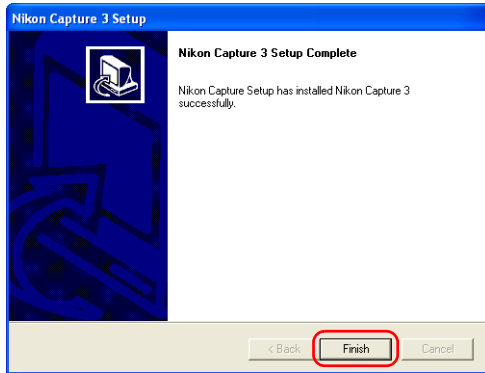 Nikon Capture 3 Setup
Nikon Capture 3 Setup Complete
Nikon Capture Setup has installed Nikon Capture 3
successfully.
< Back Finish Cancel